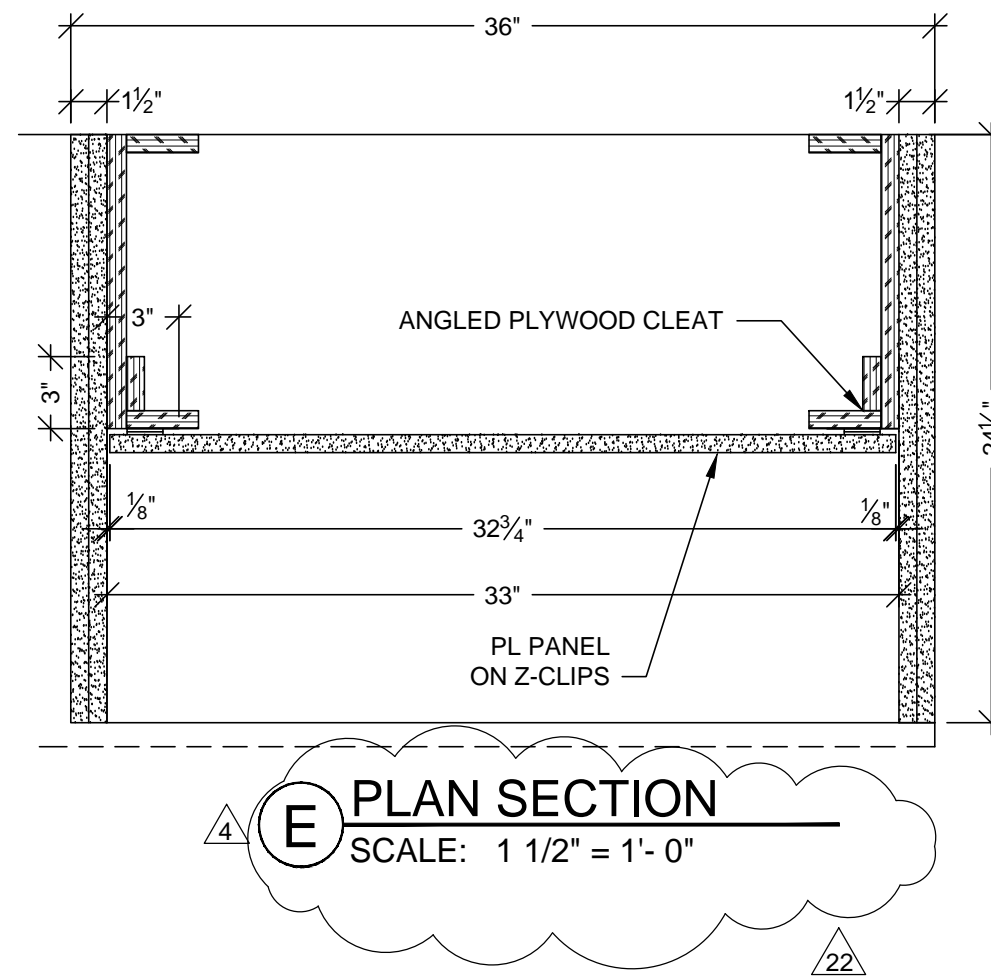 36"
1½"
1½"
3"
ANGLED PLYWOOD CLEAT
3"
⅛"
32¾"
⅛"
33"
PL PANEL
ON Z-CLIPS
4
E
PLAN SECTION
SCALE: 1 1/2" = 1'- 0"
22